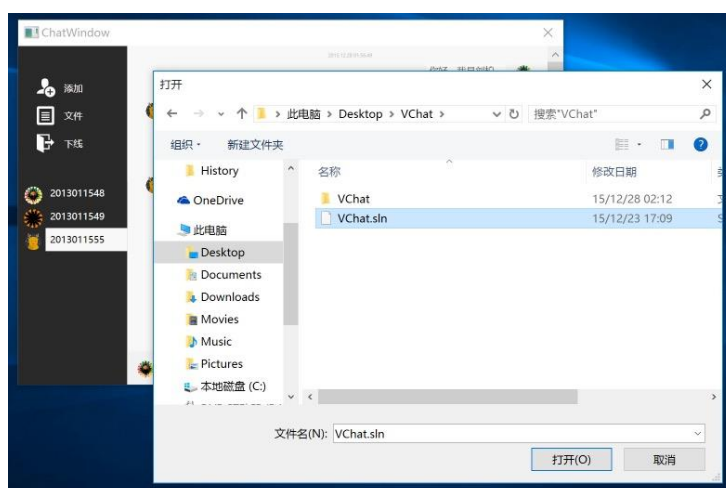 ChatWindow
添加
文件
下线
2013011548
2013011549
2013011555
打开
此电脑 > Desktop > VChat >
搜索"VChat"
组织
新建文件夹
History
OneDrive
此电脑
Desktop
Documents
Downloads
Movies
Music
Pictures
本地磁盘 (C:)
名称
修改日期
VChat
15/12/28 02:12
VChat.sln
15/12/23 17:09
文件名(N): VChat.sln
打开(O)
取消